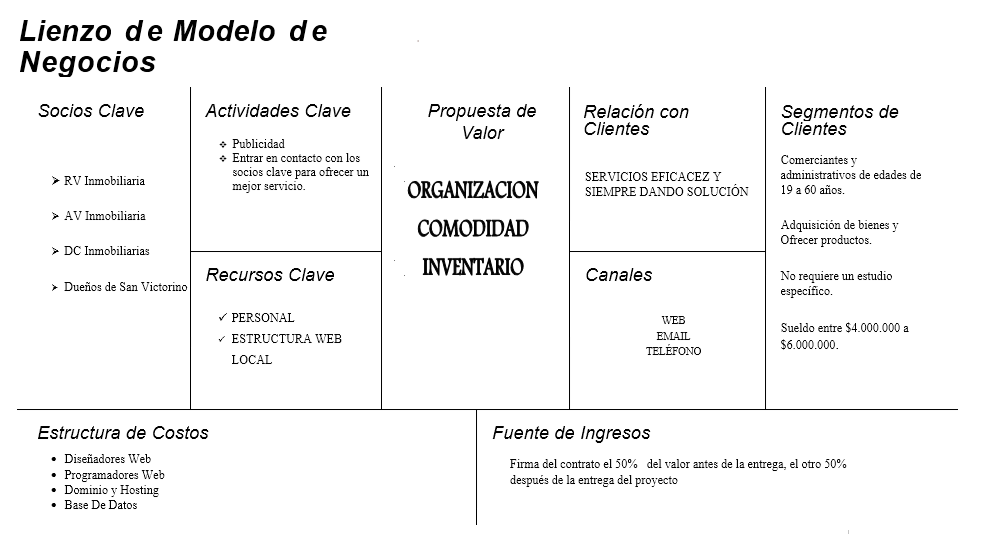 Lienzo de Modelo de
Negocios
Socios Clave
➢ RV Inmobiliaria
➢ AV Inmobiliaria
➢ DC Inmobiliarias
➢ Dueños de San Victorino
Actividades Clave
❖ Publicidad
❖ Entrar en contacto con los
socios clave para ofrecer un
mejor servicio.
Recursos Clave
✓ PERSONAL
✓ ESTRUCTURA WEB
LOCAL
Propuesta de
Valor
ORGANIZACION
COMODIDAD
INVENTARIO
Relación con
Clientes
SERVICIOS EFICACEZ Y
SIEMPRE DANDO SOLUCIÓN
Canales
WEB
EMAIL
TELÉFONO
Segmentos de
Clientes
Comerciantes y
administrativos de edades de
19 a 60 años.
Adquisición de bienes y
Ofrecer productos.
No requiere un estudio
específico.
Sueldo entre $4.000.000 a
$6.000.000.
Estructura de Costos
• Diseñadores Web
• Programadores Web
• Dominio y Hosting
• Base De Datos
Fuente de Ingresos
Firma del contrato el 50% del valor antes de la entrega, el otro 50%
después de la entrega del proyecto